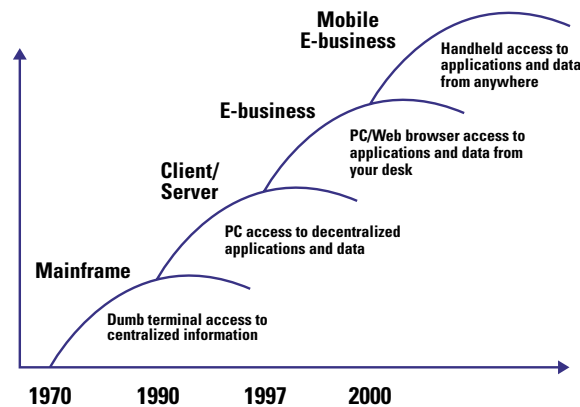 Mobile
E-business
Handheld access to
applications and data
from anywhere
E-business
PC/Web browser access to
applications and data from
your desk
Client/
Server
PC access to decentralized
applications and data
Mainframe
Dumb terminal access to
centralized information
1970 1990 1997 2000